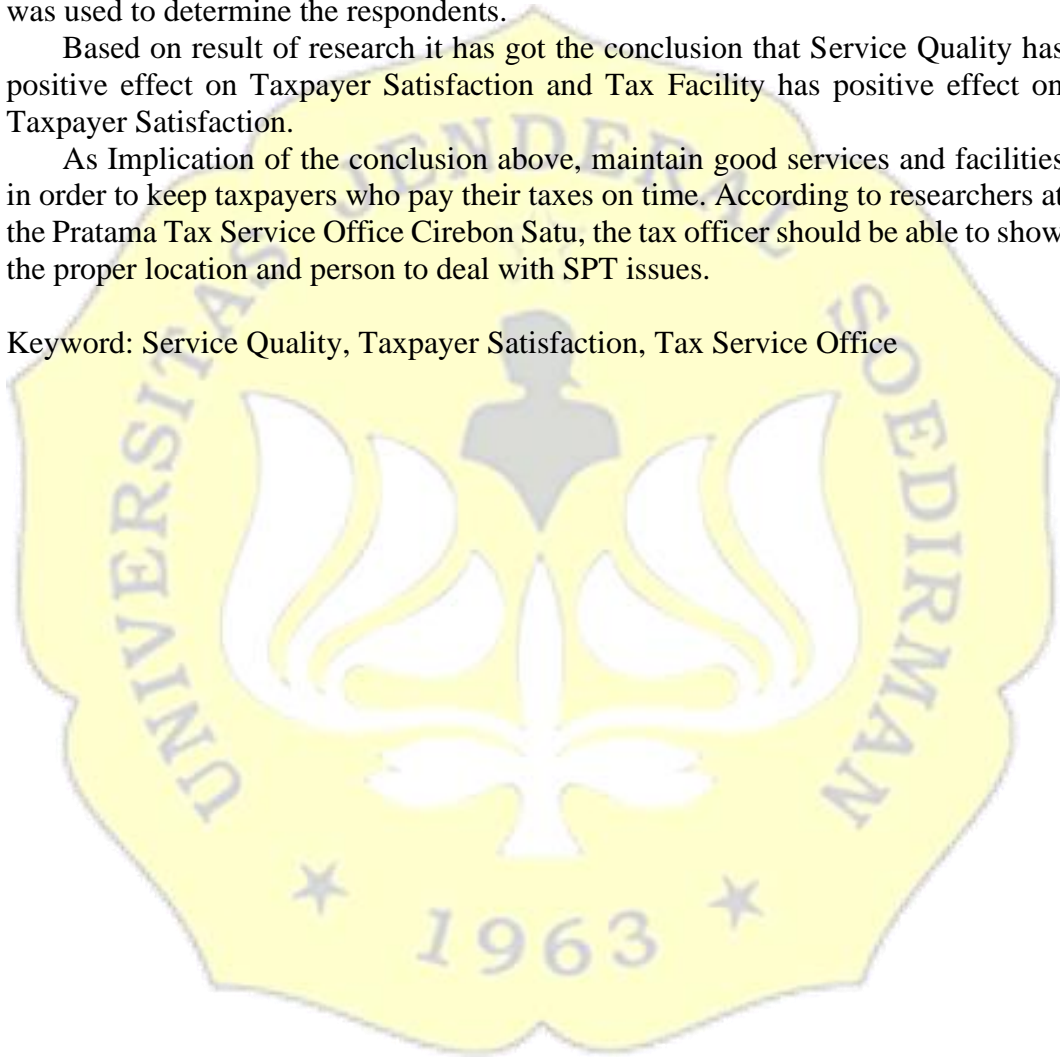 was used to determine the respondents.
Based on result of research it has got the conclusion that Service Quality has
positive effect on Taxpayer Satisfaction and Tax Facility has positive effect on
Taxpayer Satisfaction.
As Implication of the conclusion above, maintain good services and facilities
in order to keep taxpayers who pay their taxes on time. According to researchers at
the Pratama Tax Service Office Cirebon Satu, the tax officer should be able to show
the proper location and person to deal with SPT issues.
Keyword: Service Quality, Taxpayer Satisfaction, Tax Service Office
UNIVERSITAS JENDERAL SOEDIRMAN
1963